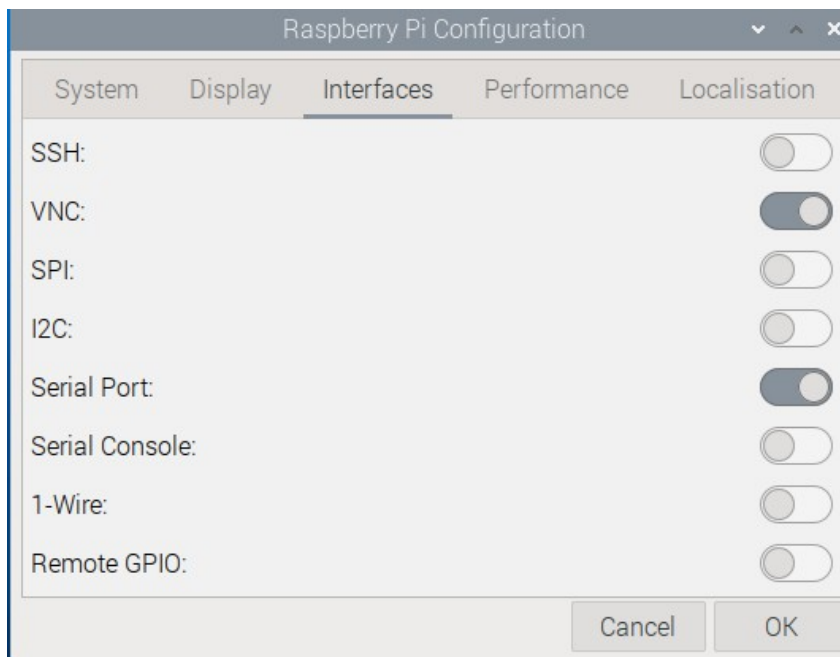 Raspberry Pi Configuration
System Display Interfaces Performance Localisation
SSH:
VNC:
SPI:
I2C:
Serial Port:
Serial Console:
1-Wire:
Remote GPIO:
Cancel OK